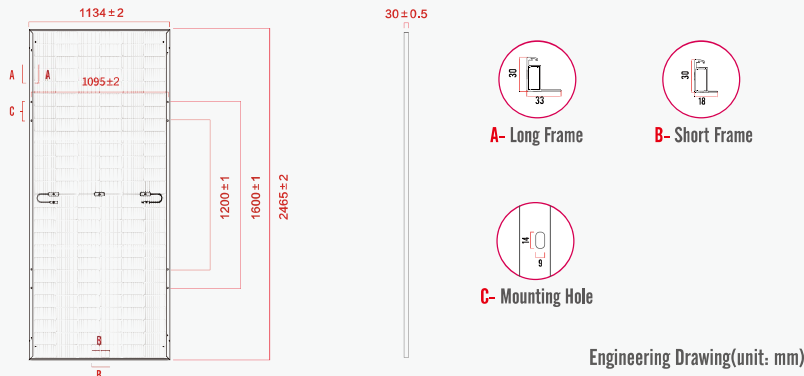 1134±2
30±0.5
A
A
1095±2
C
1200±1
1600±1
2465±2
B
B
30
33
A- Long Frame
30
18
B- Short Frame
14
9
C- Mounting Hole
Engineering Drawing(unit: mm)